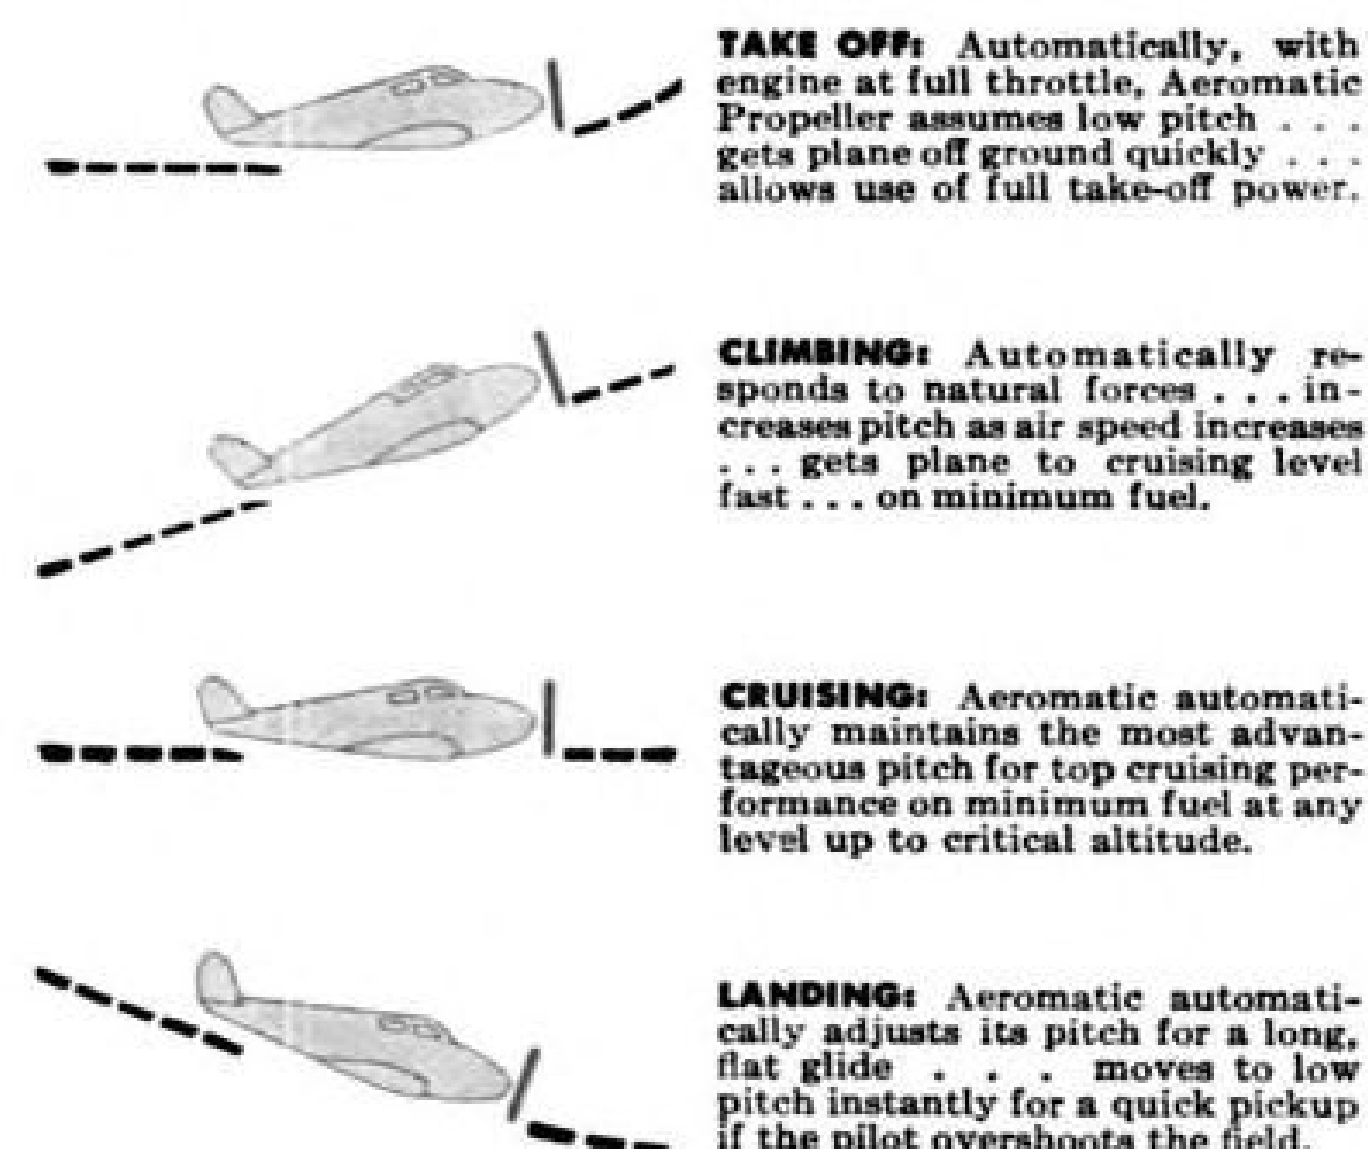 TAKE OFF: Automatically, with
engine at full throttle, Aeromatic
Propeller assumes low pitch . . .
gets plane off ground quickly . . .
allows use of full take-off power.
CLIMBING: Automatically re-
sponds to natural forces . . . in-
creases pitch as air speed increases
. . . gets plane to cruising level
fast . . . on minimum fuel.
CRUISING: Aeromatic automati-
cally maintains the most advan-
tageous pitch for top cruising per-
formance on minimum fuel at any
level up to critical altitude.
LANDING: Aeromatic automati-
cally adjusts its pitch for a long,
flat glide . . . moves to low
pitch instantly for a quick pickup
if the pilot overshoots the field.